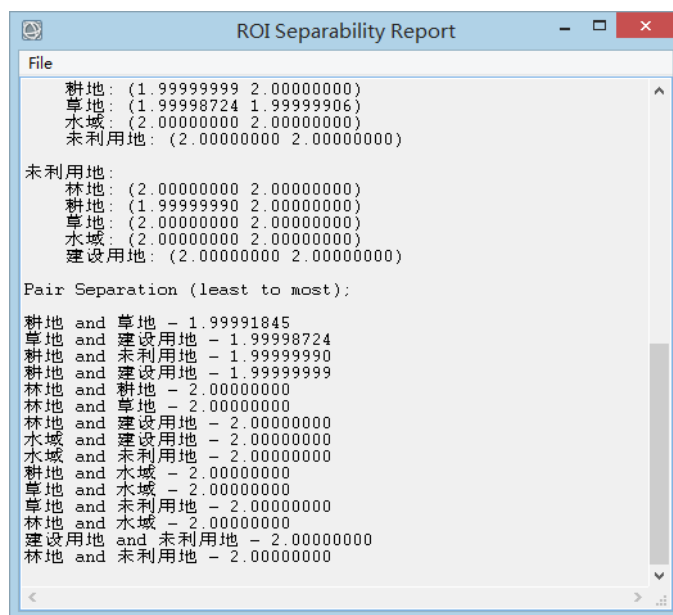 ROI Separability Report
File
耕地: (1.99999999 2.00000000)
草地: (1.99998724 1.99999906)
水域: (2.00000000 2.00000000)
未利用地: (2.00000000 2.00000000)
未利用地:
林地: (2.00000000 2.00000000)
耕地: (1.99999990 2.00000000)
草地: (2.00000000 2.00000000)
水域: (2.00000000 2.00000000)
建设用地: (2.00000000 2.00000000)
Pair Separation (least to most);
耕地 and 草地 - 1.99991845
草地 and 建设用地 - 1.99998724
耕地 and 未利用地 - 1.99999990
耕地 and 建设用地 - 1.99999999
林地 and 耕地 - 2.00000000
林地 and 草地 - 2.00000000
林地 and 建设用地 - 2.00000000
水域 and 建设用地 - 2.00000000
水域 and 未利用地 - 2.00000000
耕地 and 水域 - 2.00000000
草地 and 水域 - 2.00000000
草地 and 未利用地 - 2.00000000
林地 and 水域 - 2.00000000
建设用地 and 未利用地 - 2.00000000
林地 and 未利用地 - 2.00000000